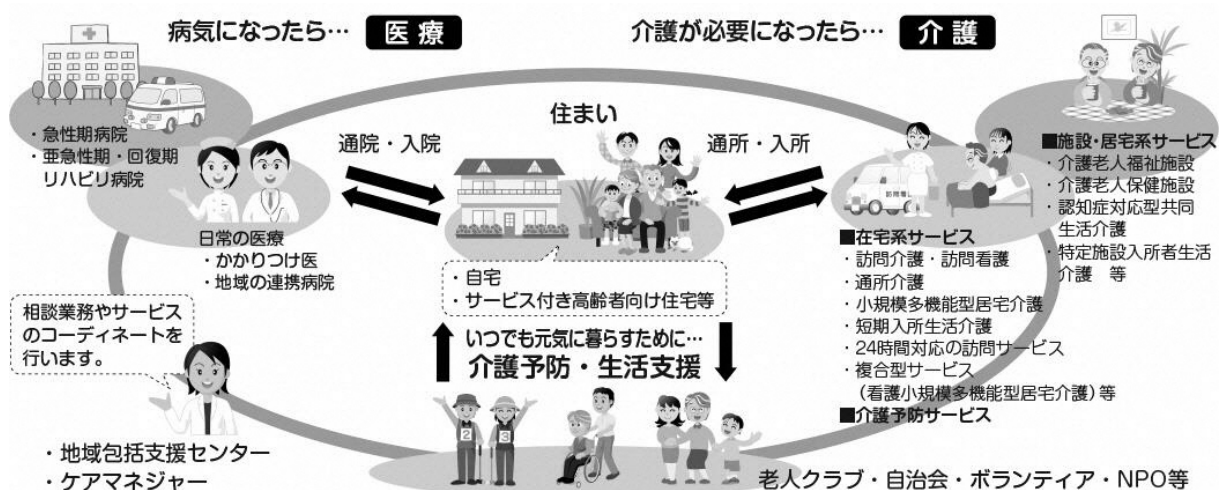 病気になったら… 医療
介護が必要になったら… 介護
・急性期病院
・亜急性期・回復期
リハビリ病院
日常の医療
・かかりつけ医
・地域の連携病院
通院・入院
住まい
通所・入所
・自宅
・サービス付き高齢者向け住宅等
訪問看
■在宅系サービス
・訪問介護・訪問看護
・通所介護
・小規模多機能型居宅介護
・短期入所生活介護
・24時間対応の訪問サービス
・複合型サービス
(看護小規模多機能型居宅介護)等
■介護予防サービス
■施設・居宅系サービス
・介護老人福祉施設
・介護老人保健施設
・認知症対応型共同
生活介護
・特定施設入所者生活
介護 等
相談業務やサービス
のコーディネートを
行います。
・地域包括支援センター
・ケアマネジャー
いつでも元気に暮らすために…
介護予防・生活支援
2
3
老人クラブ・自治会・ボランティア・NPO等